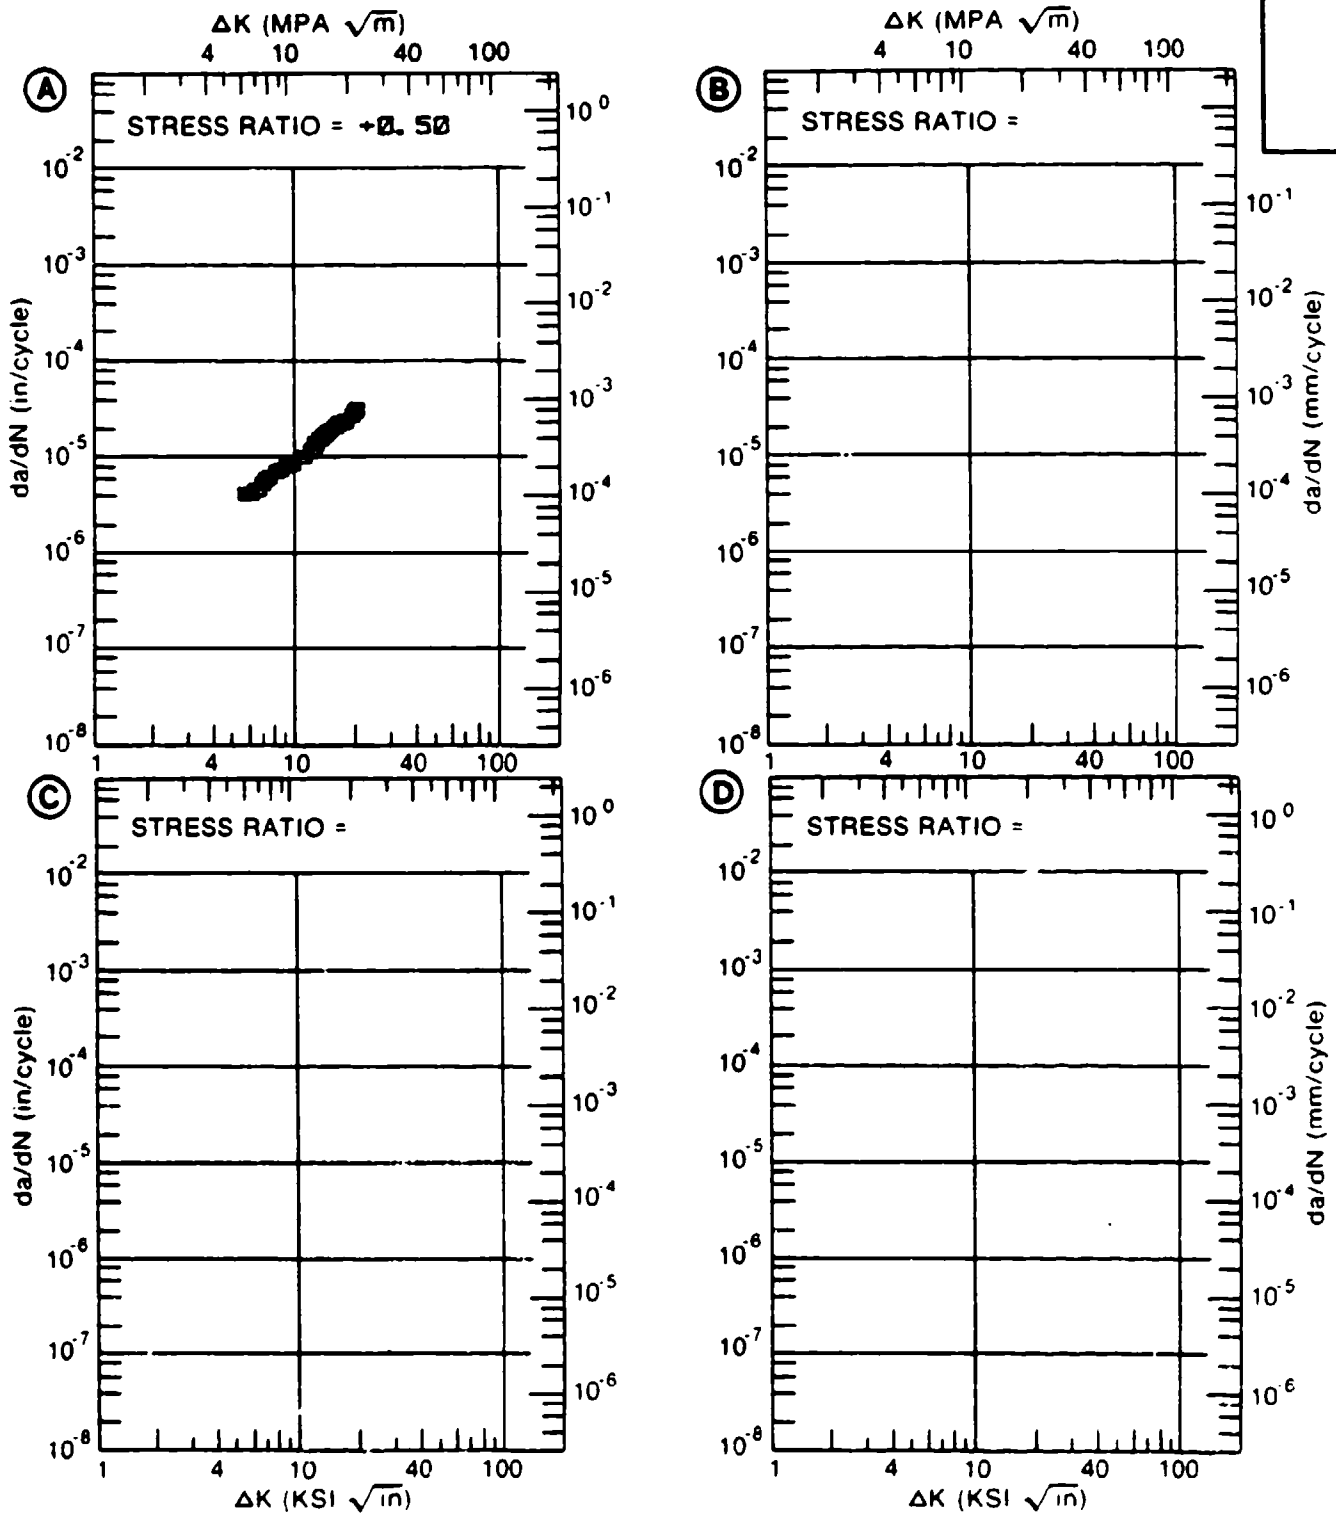 ΔK (MPA √m)
4 10 40 100
A
STRESS RATIO = +0.50
10⁰
10⁻¹
10⁻²
10⁻³
10⁻⁴
10⁻⁵
10⁻⁶
da/dN (in/cycle)
10⁻²
10⁻³
10⁻⁴
10⁻⁵
10⁻⁶
10⁻⁷
10⁻⁸
1 4 10 40 100
ΔK (MPA √m)
4 10 40 100
B
STRESS RATIO =
10⁻²
10⁻³
10⁻⁴
10⁻⁵
10⁻⁶
10⁻⁷
10⁻⁸
10⁻¹
10⁻²
10⁻³
10⁻⁴
10⁻⁵
10⁻⁶
da/dN (mm/cycle)
1 4 10 40 100
C
STRESS RATIO =
da/dN (in/cycle)
10⁻²
10⁻³
10⁻⁴
10⁻⁵
10⁻⁶
10⁻⁷
10⁻⁸
10⁰
10⁻¹
10⁻²
10⁻³
10⁻⁴
10⁻⁵
10⁻⁶
1 4 10 40 100
ΔK (KSI √in)
D
STRESS RATIO =
10⁻²
10⁻³
10⁻⁴
10⁻⁵
10⁻⁶
10⁻⁷
10⁻⁸
10⁰
10⁻¹
10⁻²
10⁻³
10⁻⁴
10⁻⁵
10⁻⁶
da/dN (mm/cycle)
1 4 10 40 100
ΔK (KSI √in)